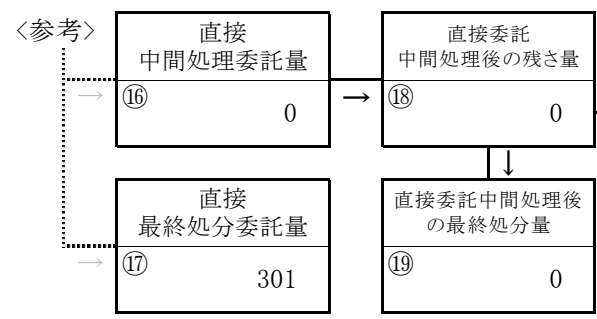 〈参考〉
直接
中間処理委託量
→
⑯
0
→
直接委託
中間処理後の残さ量
⑱
0
↓
直接
最終処分委託量
→
⑰
301
直接委託中間処理後
の最終処分量
⑲
0